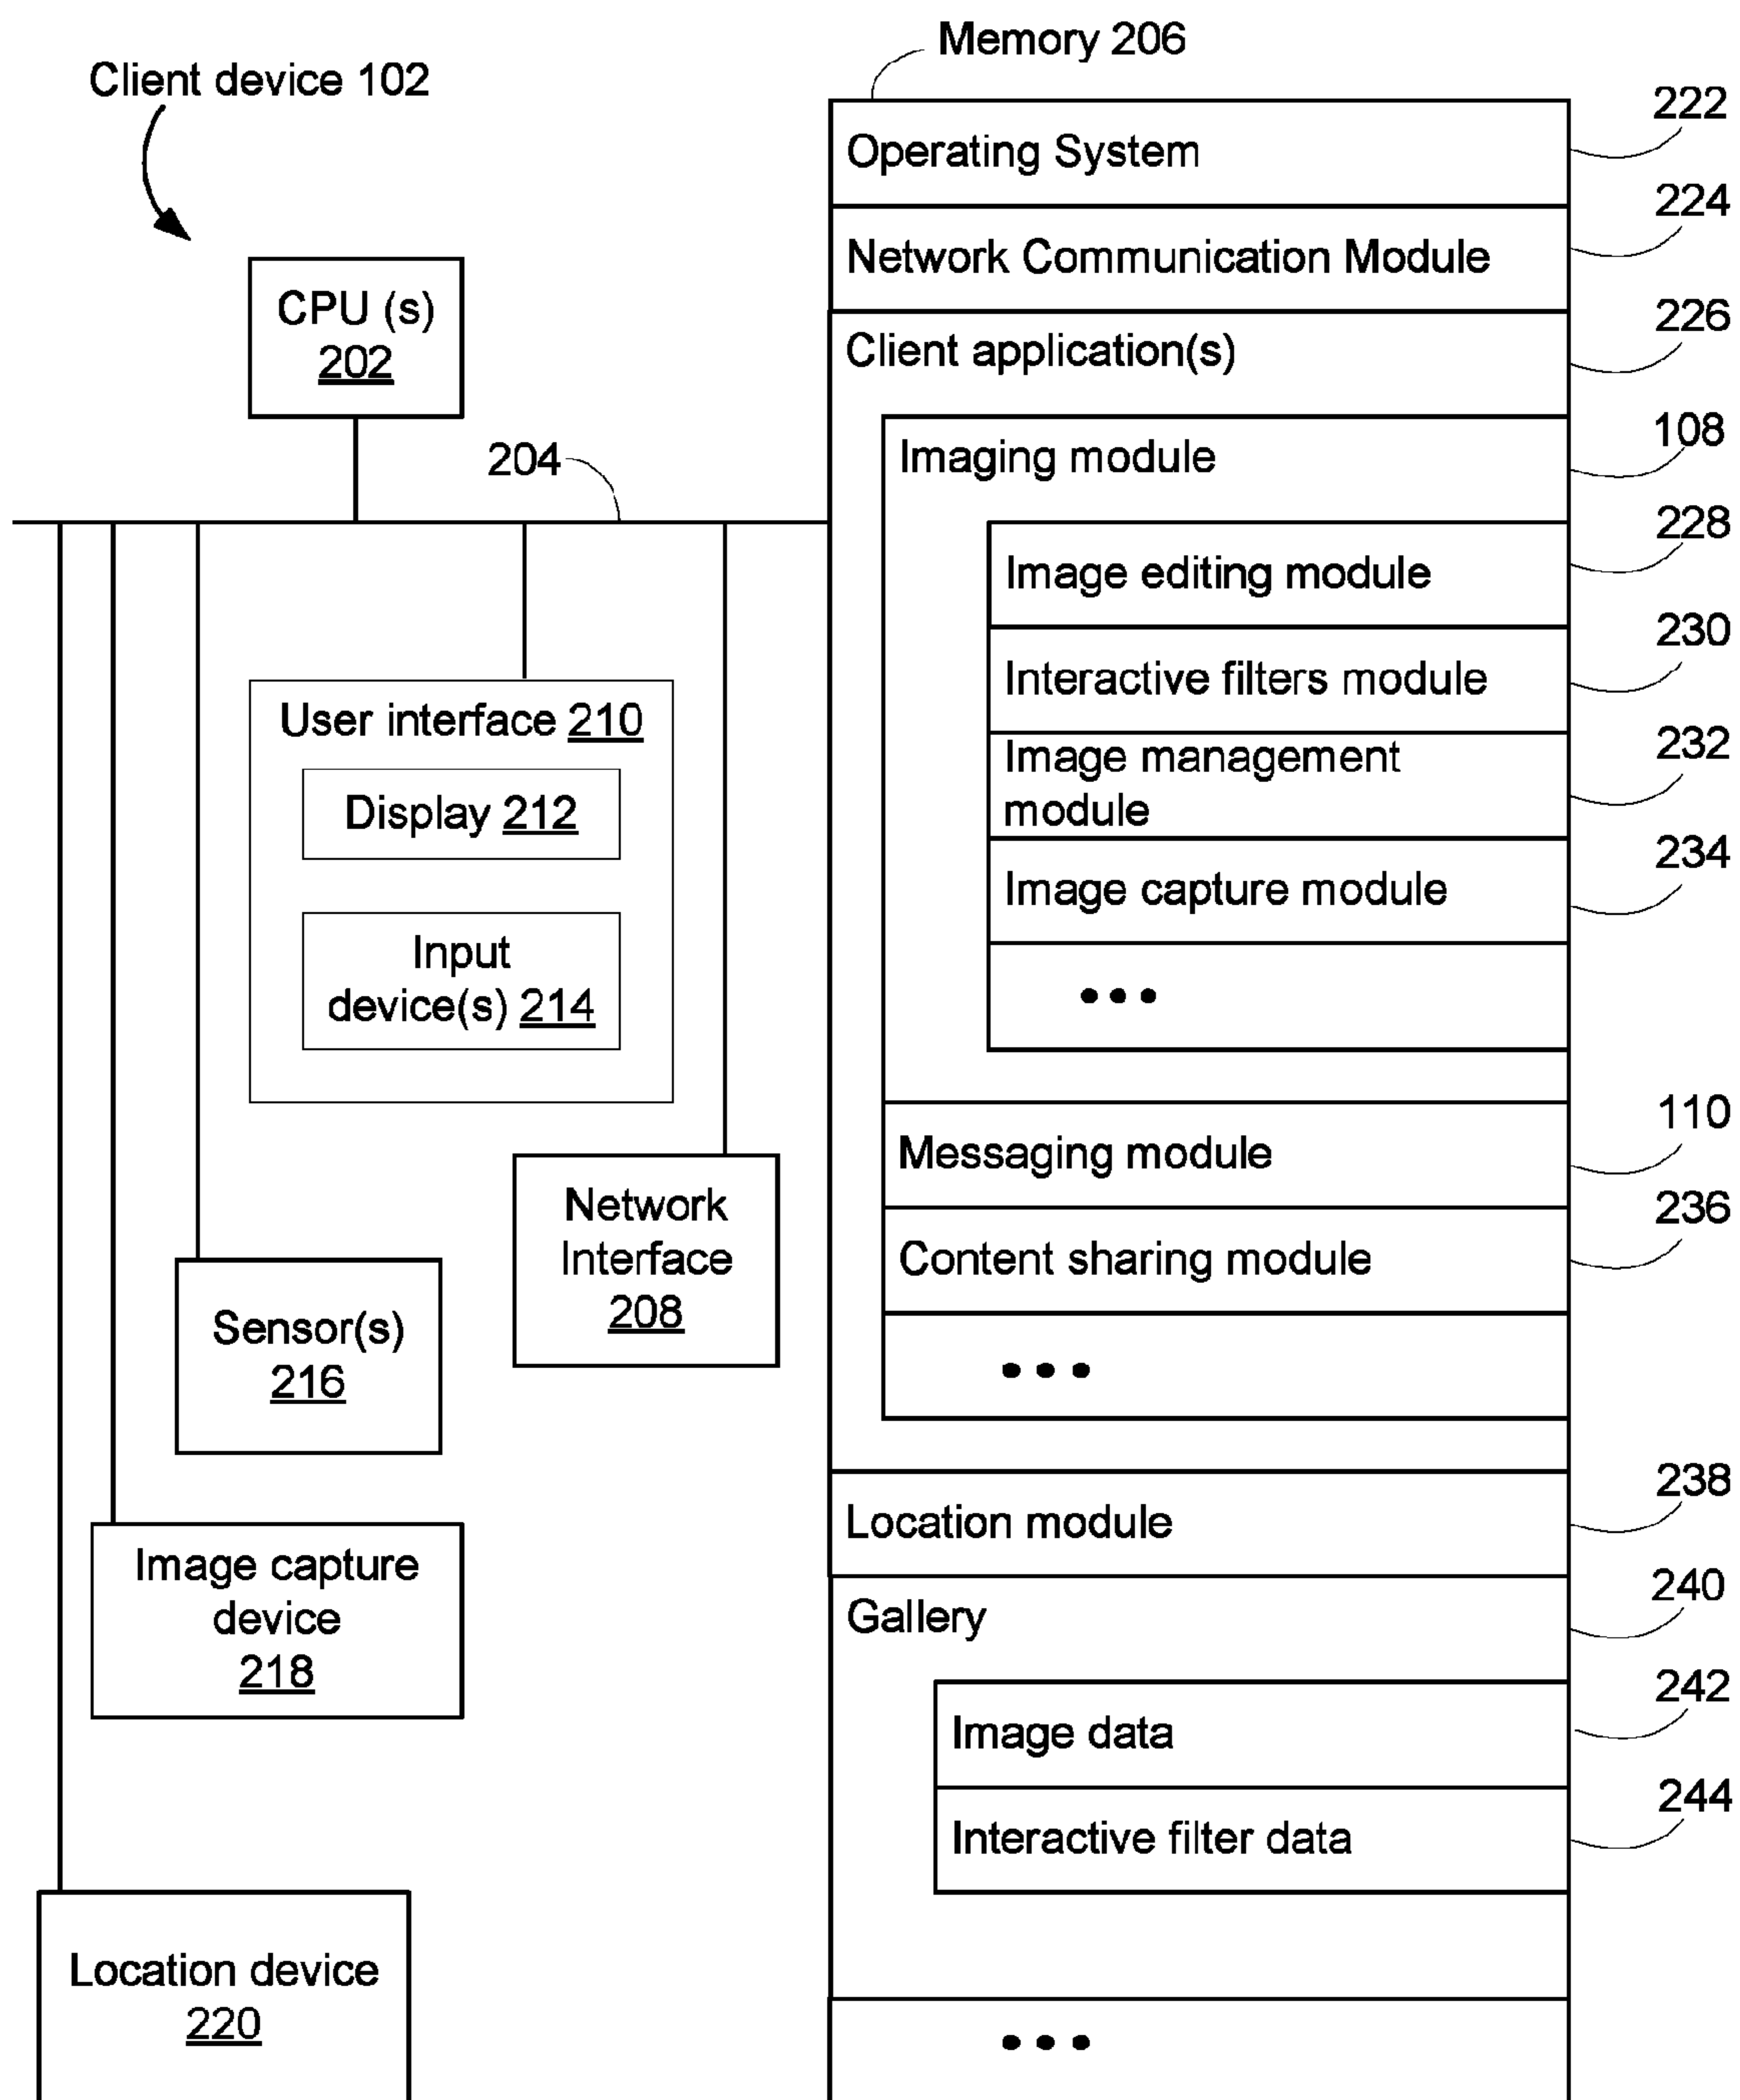 Memory 206
Client device 102
222
Operating System
224
Network Communication Module
226
Client application(s)
CPU (s)
202
204
108
Imaging module
228
Image editing module
230
Interactive filters module
232
Image management
module
234
Image capture module
•••
User interface 210
Display 212
Input
device(s) 214
110
Messaging module
236
Content sharing module
•••
Network
Interface
208
Sensor(s)
216
238
Location module
Image capture
device
218
240
Gallery
242
Image data
244
Interactive filter data
Location device
220
•••